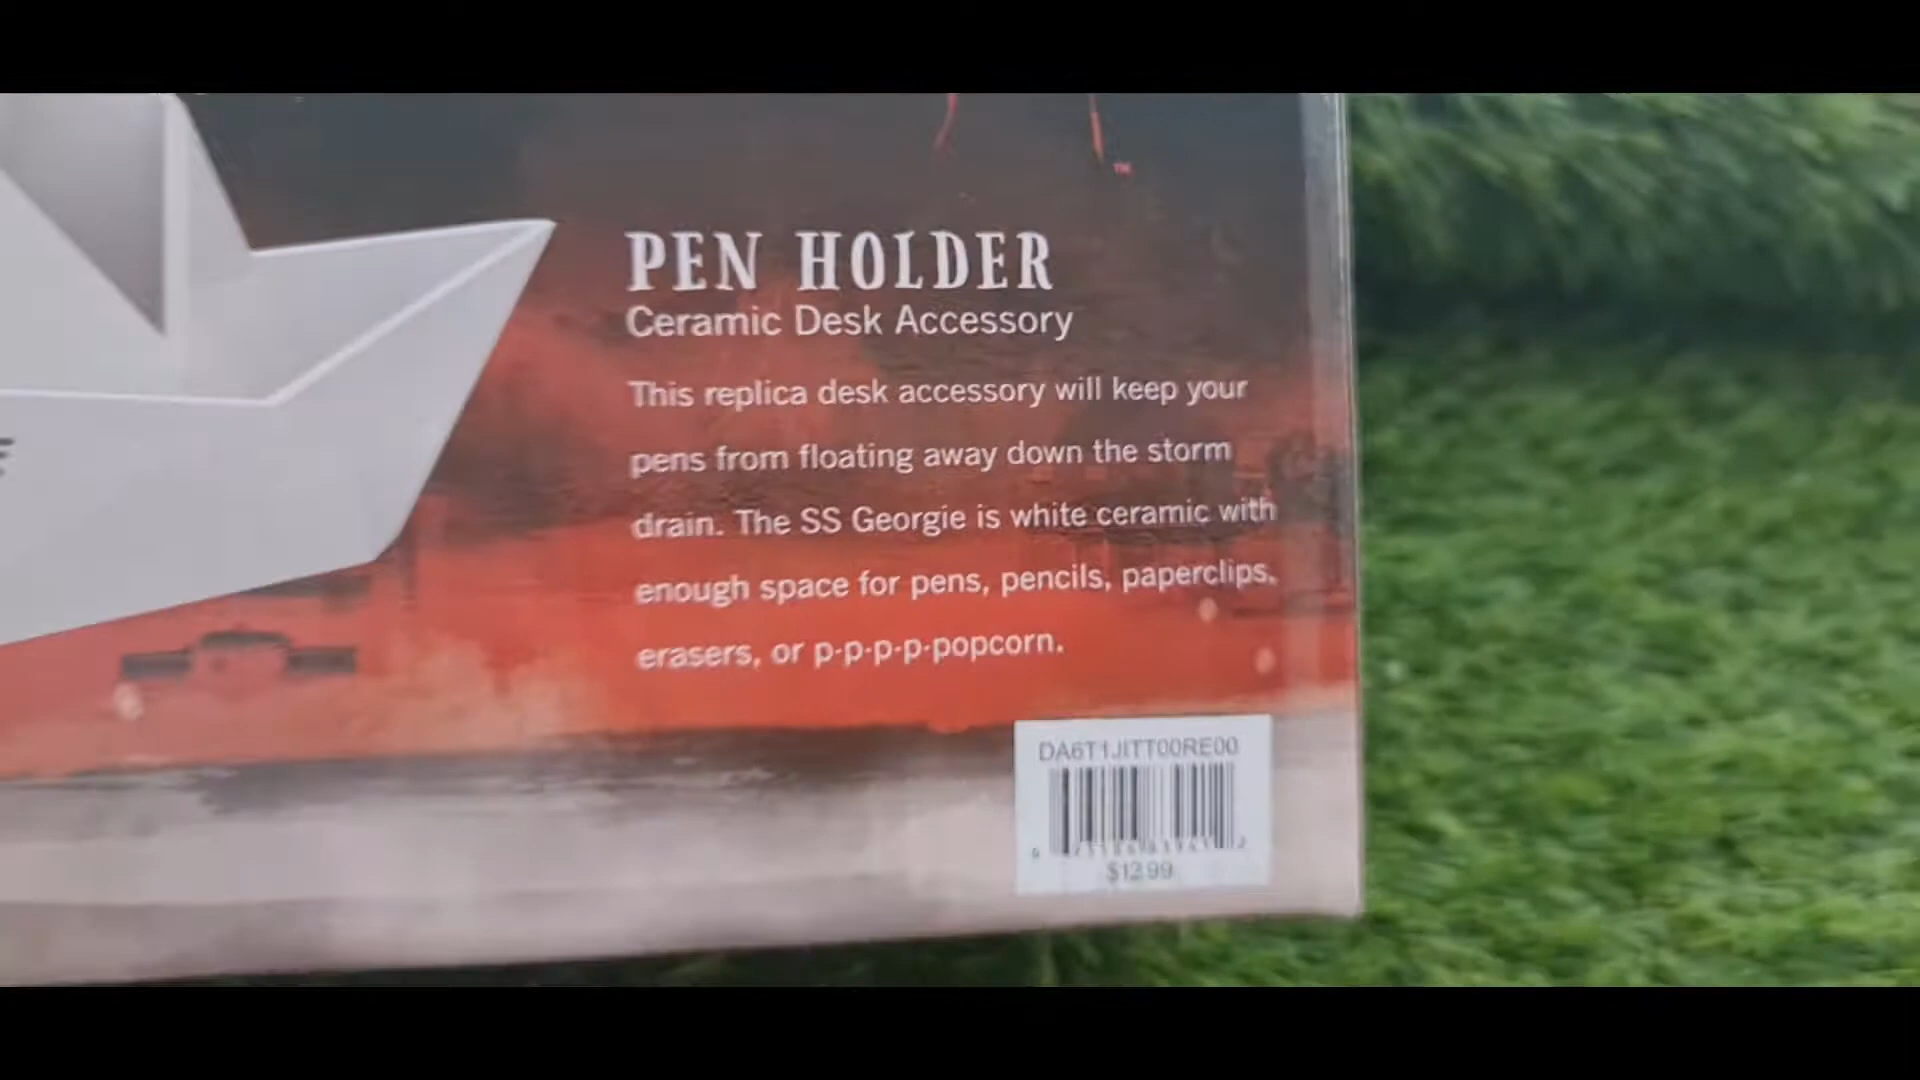 ™
PEN HOLDER
Ceramic Desk Accessory
This replica desk accessory will keep your
pens from floating away down the storm
drain. The SS Georgie is white ceramic with
enough space for pens, pencils, paperclips,
erasers, or p-p-p-p-popcorn.
DA6T1JITT00RE00
$12.99